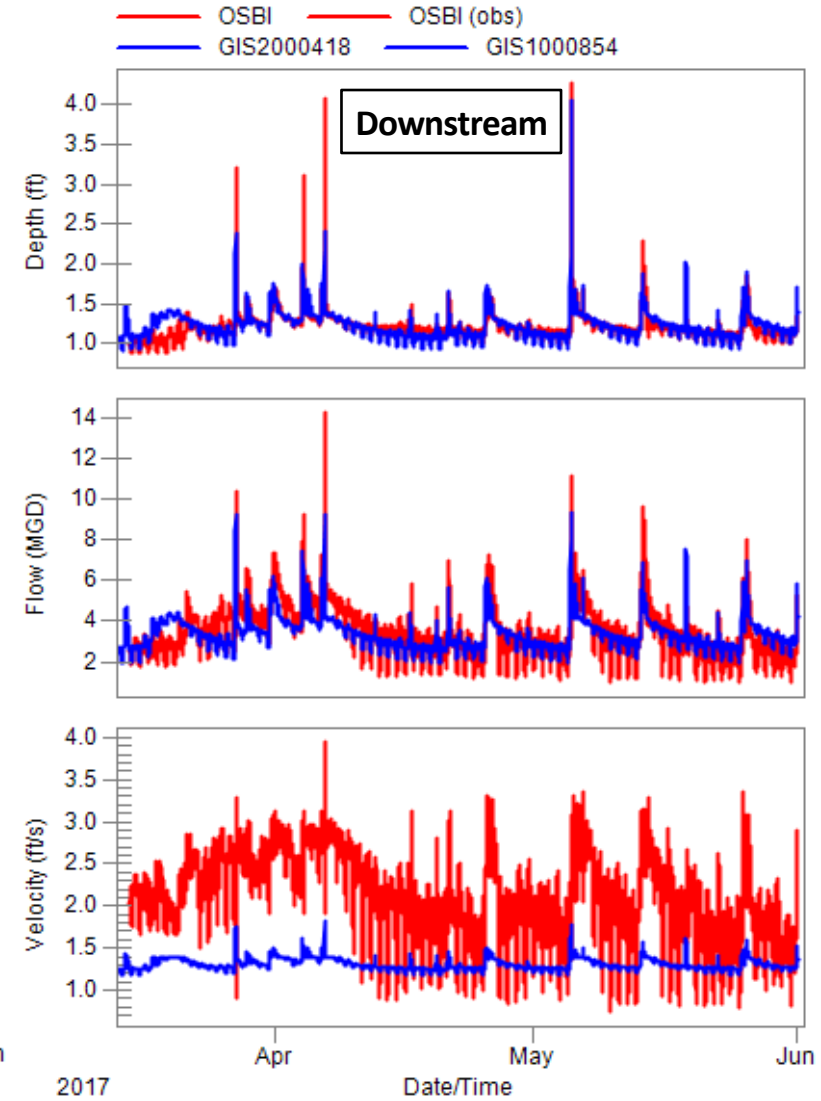 OSBI OSBI (obs)
GIS2000418 GIS1000854
Downstream
Depth (ft)
4.0
3.5
3.0
2.5
2.0
1.5
1.0
Flow (MGD)
14
12
10
8
6
4
2
Velocity (ft/s)
4.0
3.5
3.0
2.5
2.0
1.5
1.0
Apr May Jun
2017 Date/Time